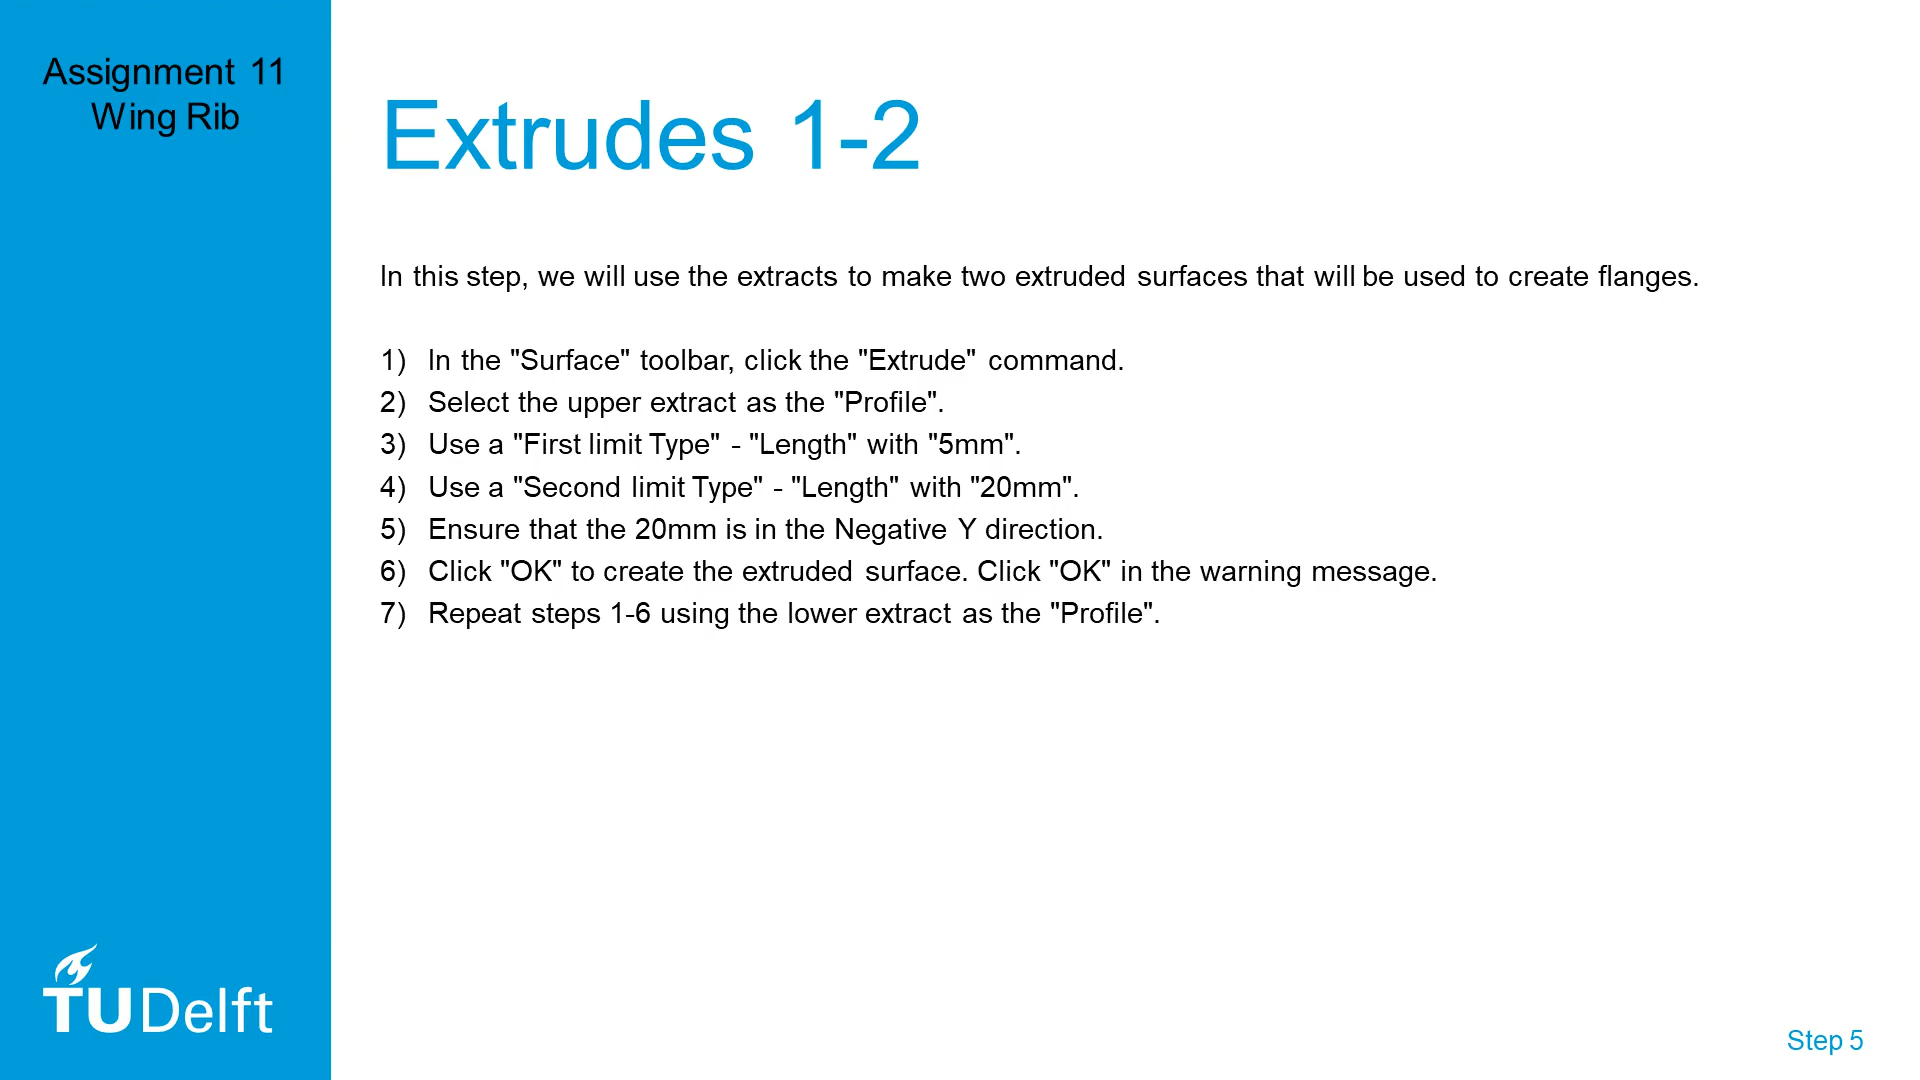 Assignment 11
Wing Rib
Extrudes 1-2
In this step, we will use the extracts to make two extruded surfaces that will be used to create flanges.
1) In the "Surface" toolbar, click the "Extrude" command.
2) Select the upper extract as the "Profile".
3) Use a "First limit Type" - "Length" with "5mm".
4) Use a "Second limit Type" - "Length" with "20mm".
5) Ensure that the 20mm is in the Negative Y direction.
6) Click "OK" to create the extruded surface. Click "OK" in the warning message.
7) Repeat steps 1-6 using the lower extract as the "Profile".
TUDelft
Step 5